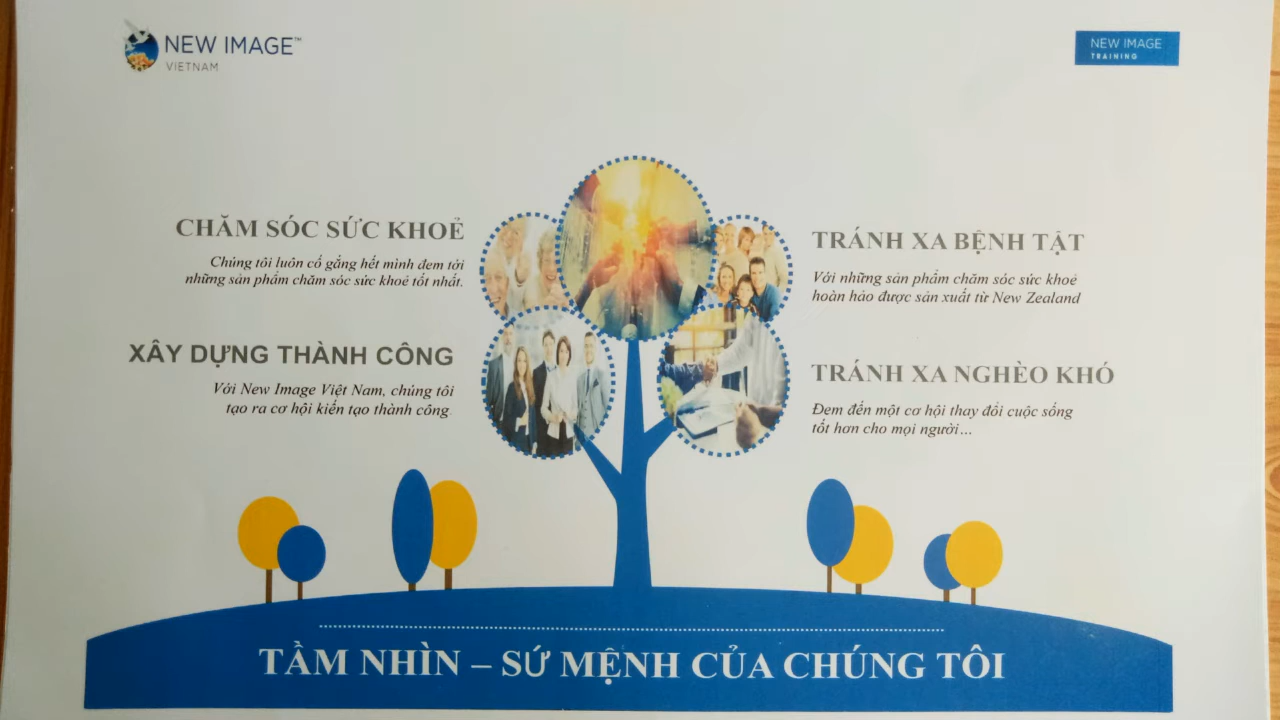 NEW IMAGE™
VIETNAM
NEW IMAGE
TRAINING
CHĂM SÓC SỨC KHOẺ
Chúng tôi luôn cố gắng hết mình đem tới
những sản phẩm chăm sóc sức khoẻ tốt nhất.
XÂY DỰNG THÀNH CÔNG
Với New Image Việt Nam, chúng tôi
tạo ra cơ hội kiến tạo thành công.
TRÁNH XA BỆNH TẬT
Với những sản phẩm chăm sóc sức khoẻ
hoàn hảo được sản xuất từ New Zealand
TRÁNH XA NGHÈO KHÓ
Đem đến một cơ hội thay đổi cuộc sống
tốt hơn cho mọi người...
TẦM NHÌN – SỨ MỆNH CỦA CHÚNG TÔI